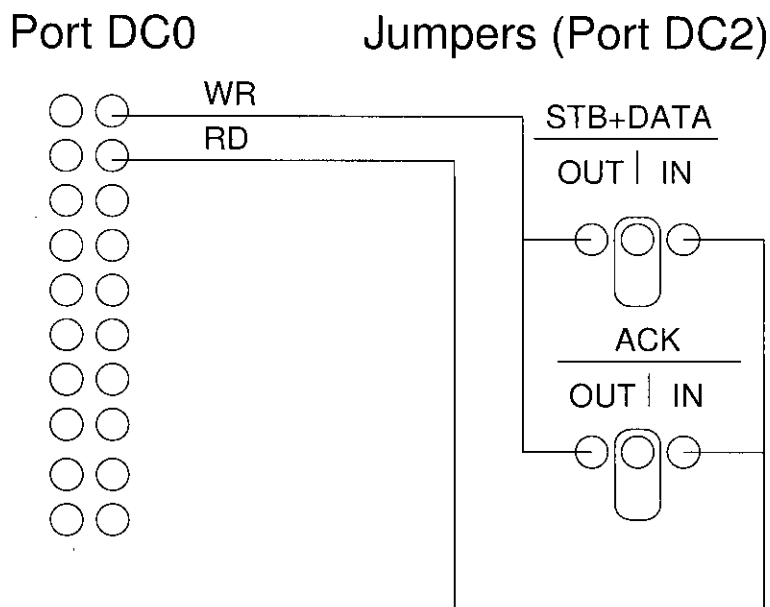 Port DC0
Jumpers (Port DC2)
WR
RD
STB+DATA
OUT | IN
ACK
OUT | IN